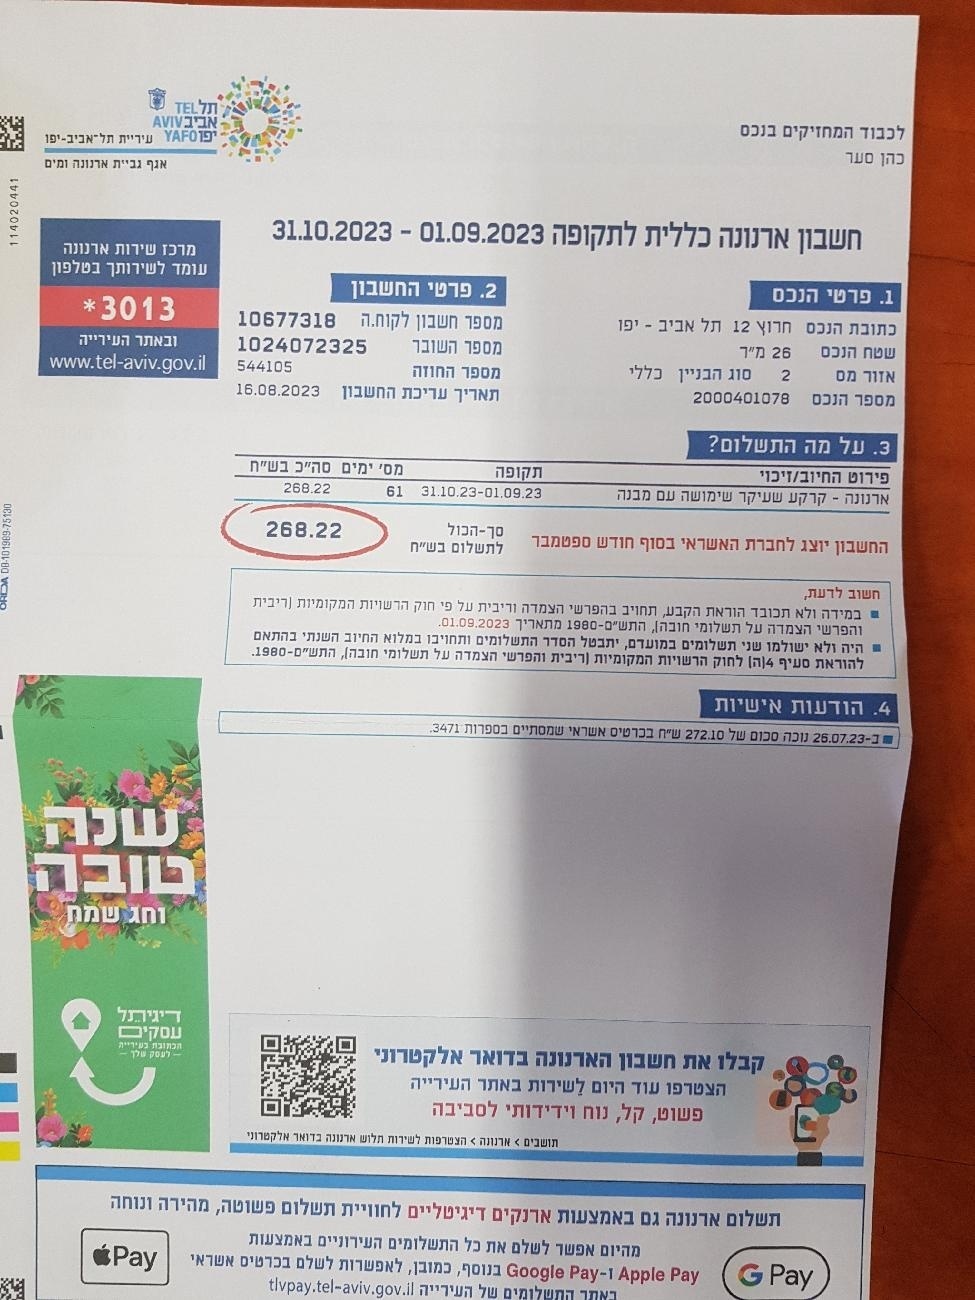 תל אביב יפו
TEL AVIV YAFO
עיריית תל-אביב-יפו
אגף גביית ארנונה ומים
לכבוד המחזיקים בנכס
כהן סער
114020441
חשבון ארנונה כללית לתקופה 01.09.2023 - 31.10.2023
מרכז שירות ארנונה
עומד לשירותך בטלפון
*3013
ובאתר העירייה
www.tel-aviv.gov.il
1. פרטי הנכס
כתובת הנכס חרוץ 12 תל אביב - יפו
שטח הנכס 26 מ"ר
אזור מס 2 סוג הבניין כללי
מספר הנכס 2000401078
2. פרטי החשבון
מספר חשבון לקוח.ה 10677318
מספר השובר 1024072325
מספר החוזה 544105
תאריך עריכת החשבון 16.08.2023
3. על מה התשלום?
פירוט החיוב/זיכוי תקופה מס' ימים סה"כ בש"ח
ארנונה - קרקע שעיקר שימושה עם מבנה 31.10.23-01.09.23 61 268.22
החשבון יוצג לחברת האשראי בסוף חודש ספטמבר
סך-הכול
לתשלום בש"ח
268.22
חשוב לדעת,
במידה ולא תכובד הוראת הקבע, תחויב בהפרשי הצמדה וריבית על פי חוק הרשויות המקומיות (ריבית
והפרשי הצמדה על תשלומי חובה), התש"ם-1980 מתאריך 01.09.2023.
היה ולא ישולמו שני תשלומים במועדם, יתבטל הסדר התשלומים ותחויבו במלוא החיוב השנתי בהתאם
להוראת סעיף 4(ה) לחוק הרשויות המקומיות (ריבית והפרשי הצמדה על תשלומי חובה), התש"ם-1980.
4. הודעות אישיות
ב-26.07.23 נוכה סכום של 272.10 ש"ח בכרטיס אשראי שמסתיים בספרות 3471.
שנה
טובה
וחג שמח
דיגיתל
עסקים
הכתובת בעירייה
לעסק שלך
קבלו את חשבון הארנונה בדואר אלקטרוני
הצטרפו עוד היום לַשירות באתר העירייה
פשוט, קל, נוח וידידותי לסביבה
תושבים > ארנונה > הצטרפות לשירות תלוש ארנונה בדואר אלקטרוני
תשלום ארנונה גם באמצעות ארנקים דיגיטליים לחוויית תשלום פשוטה, מהירה ונוחה
מהיום אפשר לשלם את כל התשלומים העירוניים באמצעות
Apple Pay ו-Google Pay בנוסף, כמובן, לאפשרות לשלם בכרטיס אשראי
באתר התשלומים של העירייה tlvpay.tel-aviv.gov.il
G Pay
Pay